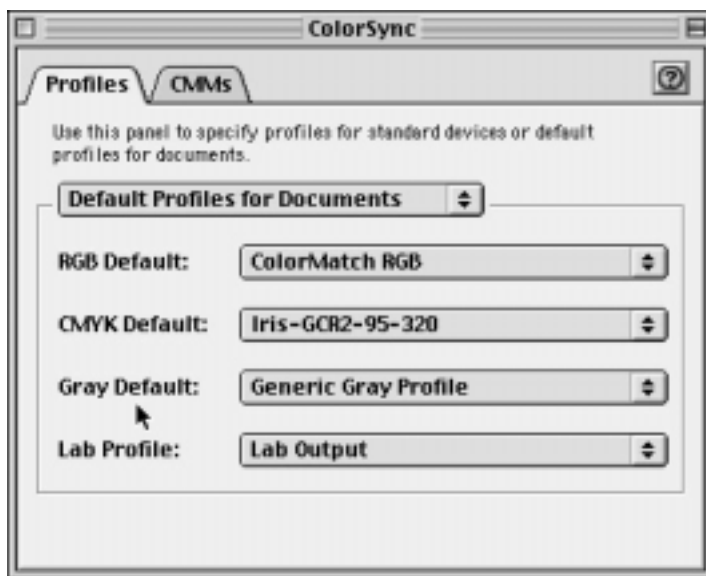 ColorSync
Profiles CMMs
Use this panel to specify profiles for standard devices or default
profiles for documents.
Default Profiles for Documents
RGB Default: ColorMatch RGB
CMYK Default: Iris-GCR2-95-320
Gray Default: Generic Gray Profile
Lab Profile: Lab Output